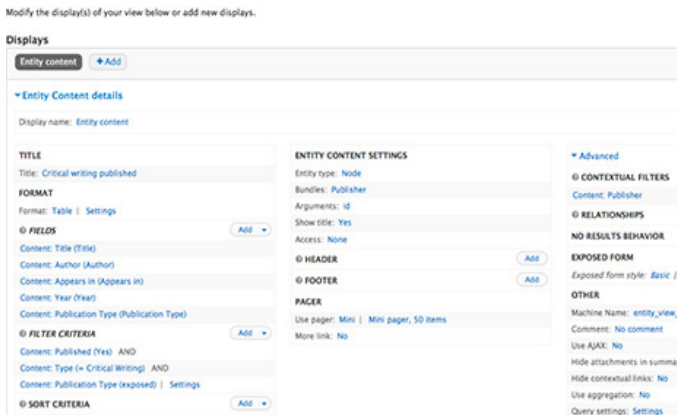 Modify the display(s) of your view below or add new displays.
Displays
Entity content
+Add
Entity Content details
Display name: Entity content
TITLE
Title: Critical writing published
FORMAT
Format: Table | Settings
FIELDS
Add
Content: Title (Title)
Content: Author (Author)
Content: Appears in (Appears in)
Content: Year (Year)
Content: Publication Type (Publication Type)
FILTER CRITERIA
Add
Content: Published (Yes) AND
Content: Type (= Critical Writing) AND
Content: Publication Type (exposed) | Settings
SORT CRITERIA
Add
ENTITY CONTENT SETTINGS
Entity type: Node
Bundles: Publisher
Arguments: id
Show title: Yes
Access: None
HEADER
Add
FOOTER
Add
PAGER
Use pager: Mini | Mini pager, 50 items
More link: No
Advanced
CONTEXTUAL FILTERS
Content: Publisher
RELATIONSHIPS
NO RESULTS BEHAVIOR
EXPOSED FORM
Exposed form style: Basic |
OTHER
Machine Name: entity_view_
Comment: No comment
Use AJAX: No
Hide attachments in summa
Hide contextual links: No
Use aggregation: No
Query settings: Settings